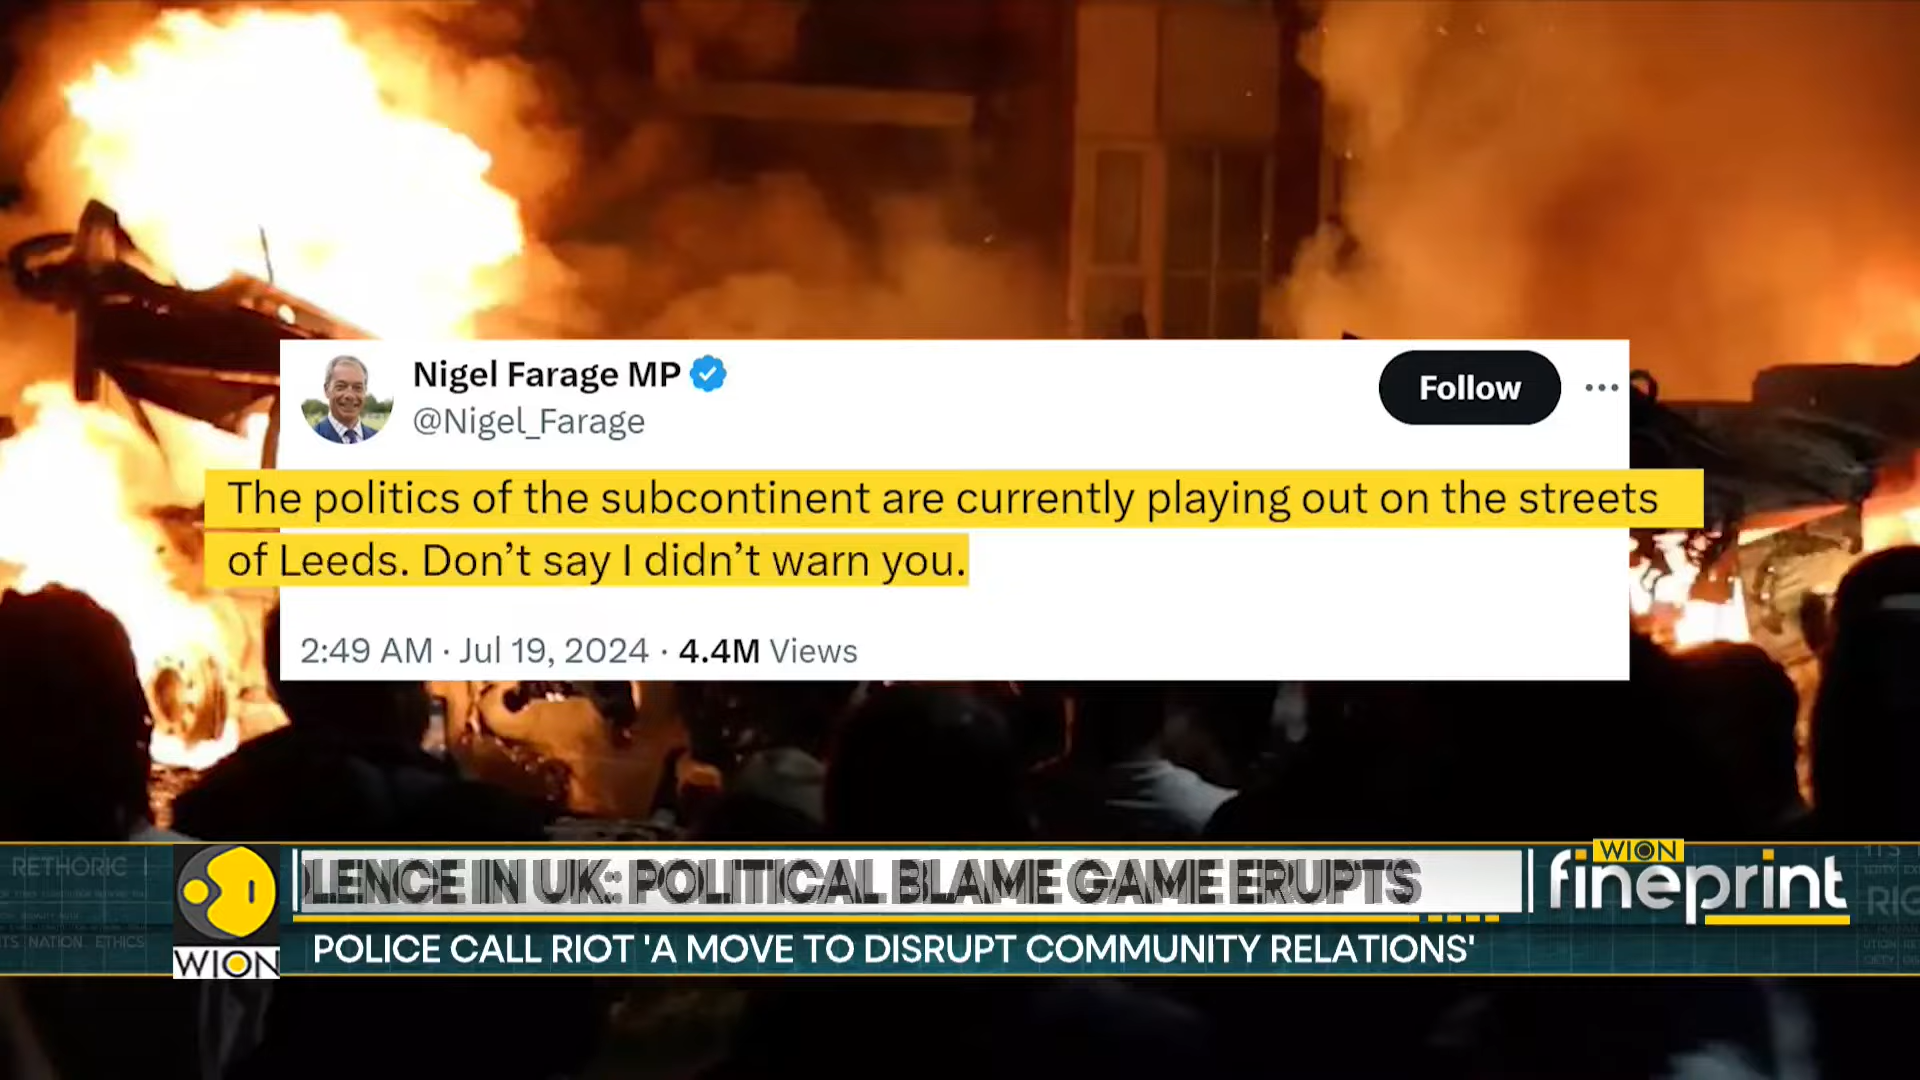 Nigel Farage MP
@Nigel_Farage
Follow
The politics of the subcontinent are currently playing out on the streets
of Leeds. Don’t say I didn’t warn you.
2:49 AM · Jul 19, 2024 · 4.4M Views
RETHORIC
NATION ETHICS
WION
LENCE IN UK: POLITICAL BLAME GAME ERUPTS
POLICE CALL RIOT 'A MOVE TO DISRUPT COMMUNITY RELATIONS'
WION
fineprint